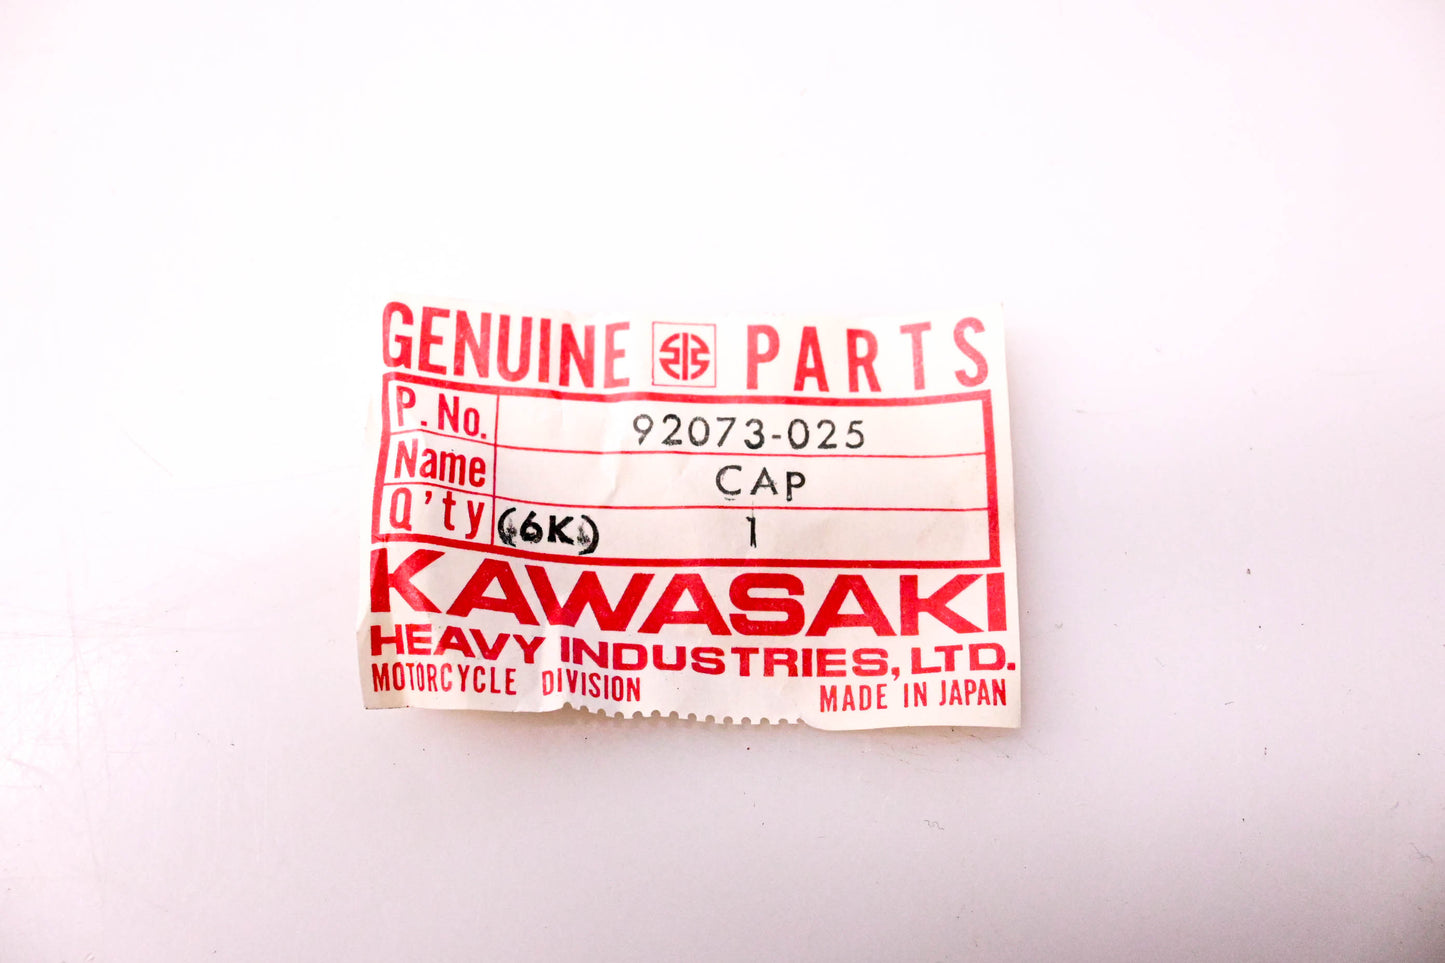 GENUINE PARTS
P. No. 92073-025
Name CAP
Q'ty (6K) 1
KAWASAKI
HEAVY INDUSTRIES, LTD.
MOTORCYCLE DIVISION MADE IN JAPAN